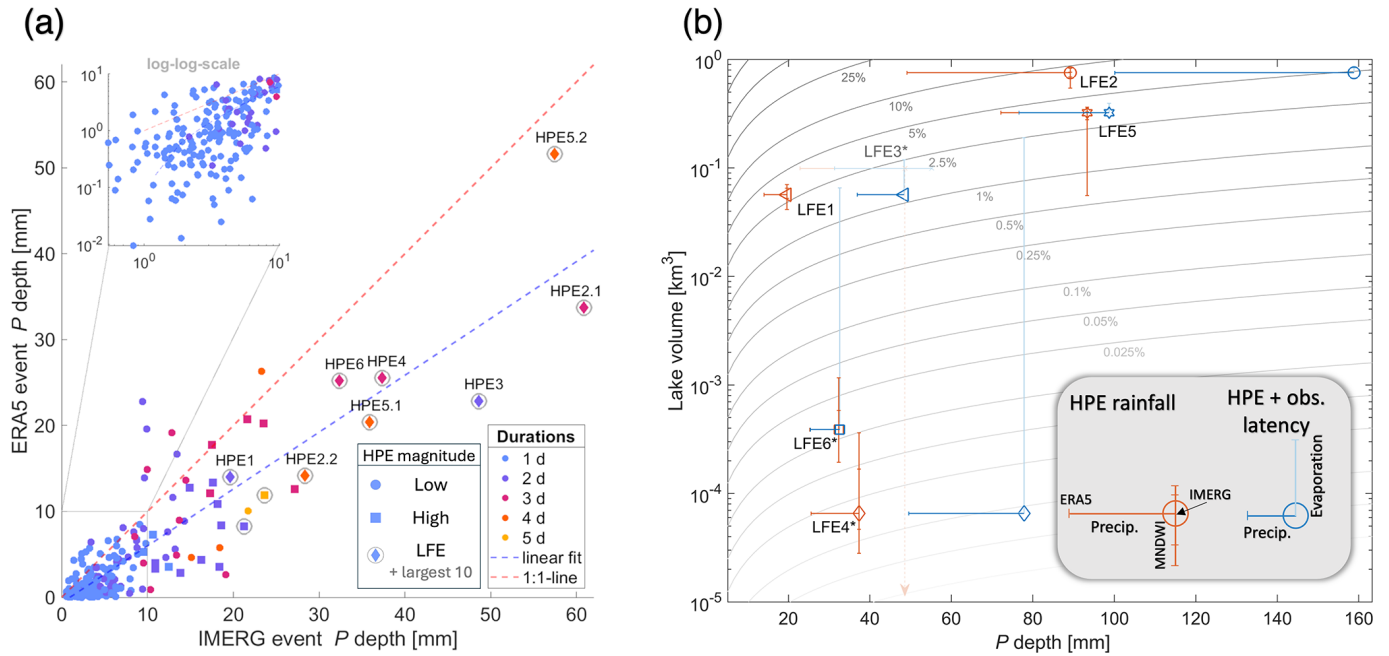 (a)
log-log-scale
10^1
10^0
10^-1
10^-2
10^0
10^1
60
50
40
30
20
10
0
ERA5 event P depth [mm]
HPE5.2
HPE2.1
HPE6
HPE4
HPE3
HPE5.1
HPE1
HPE2.2
HPE magnitude
Low
High
LFE
+ largest 10
Durations
1 d
2 d
3 d
4 d
5 d
linear fit
1:1-line
0
10
20
30
40
50
60
IMERG event P depth [mm]
(b)
10^0
10^-1
10^-2
10^-3
10^-4
10^-5
Lake volume [km^3]
25%
10%
5%
2.5%
1%
0.5%
0.25%
0.1%
0.05%
0.025%
LFE2
LFE5
LFE3*
LFE1
LFE6*
LFE4*
HPE rainfall
HPE + obs.
latency
ERA5
IMERG
Precip.
MNDWI
Precip.
Evaporation
20
40
60
80
100
120
140
160
P depth [mm]